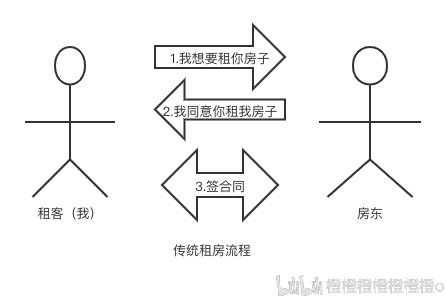 1.我想要租你房子
2.我同意你租我房子
3.签合同
租客（我）
房东
传统租房流程
bilibili 橙橙橙橙橙橙橙o